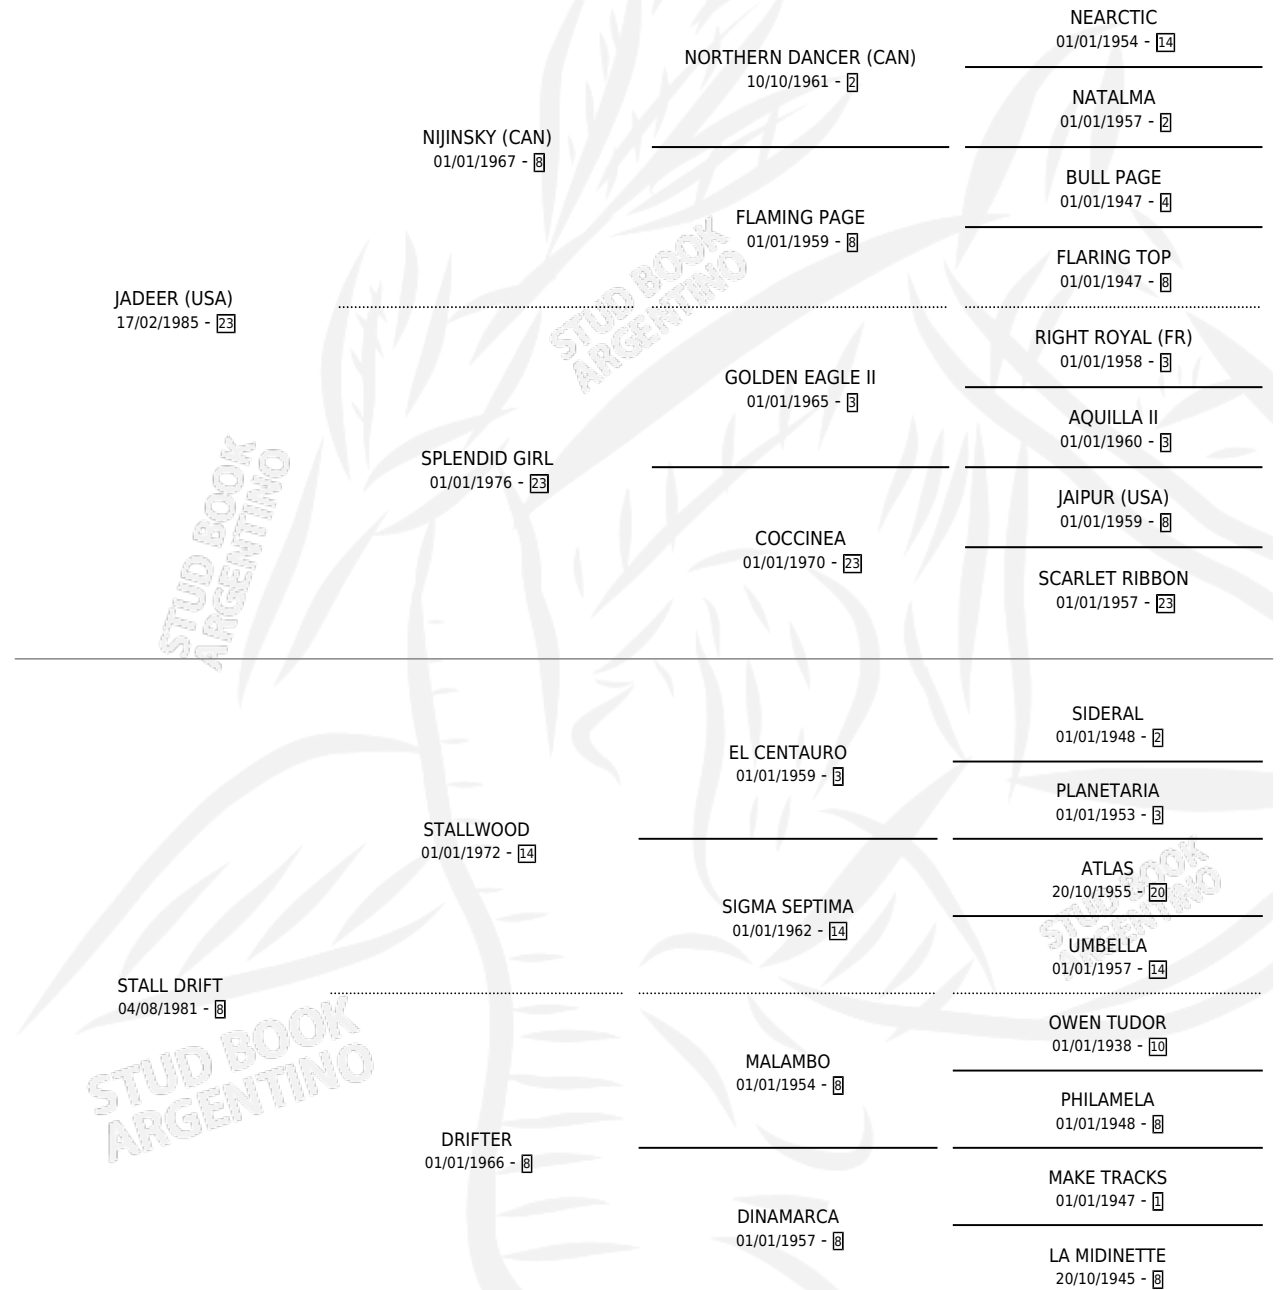 NEARCTIC
01/01/1954 - 14
NORTHERN DANCER (CAN)
10/10/1961 - 2
NATALMA
01/01/1957 - 2
NIJINSKY (CAN)
01/01/1967 - 8
BULL PAGE
01/01/1947 - 4
FLAMING PAGE
01/01/1959 - 8
FLARING TOP
01/01/1947 - 8
JADEER (USA)
17/02/1985 - 23
STUD BOOK
ARGENTINO
RIGHT ROYAL (FR)
01/01/1958 - 3
GOLDEN EAGLE II
01/01/1965 - 3
AQUILLA II
01/01/1960 - 3
SPLENDID GIRL
01/01/1976 - 23
JAIPUR (USA)
01/01/1959 - 8
COCCINEA
01/01/1970 - 23
SCARLET RIBBON
01/01/1957 - 23
STUD BOOK
ARGENTINO
SIDERAL
01/01/1948 - 2
EL CENTAURO
01/01/1959 - 3
PLANETARIA
01/01/1953 - 3
STALLWOOD
01/01/1972 - 14
ATLAS
20/10/1955 - 20
SIGMA SEPTIMA
01/01/1962 - 14
STUD BOOK
ARGENTINO
UMBELLA
01/01/1957 - 14
STALL DRIFT
04/08/1981 - 8
OWEN TUDOR
01/01/1938 - 10
STUD BOOK
ARGENTINO
MALAMBO
01/01/1954 - 8
PHILAMELA
01/01/1948 - 8
DRIFTER
01/01/1966 - 8
MAKE TRACKS
01/01/1947 - 1
DINAMARCA
01/01/1957 - 8
LA MIDINETTE
20/10/1945 - 8